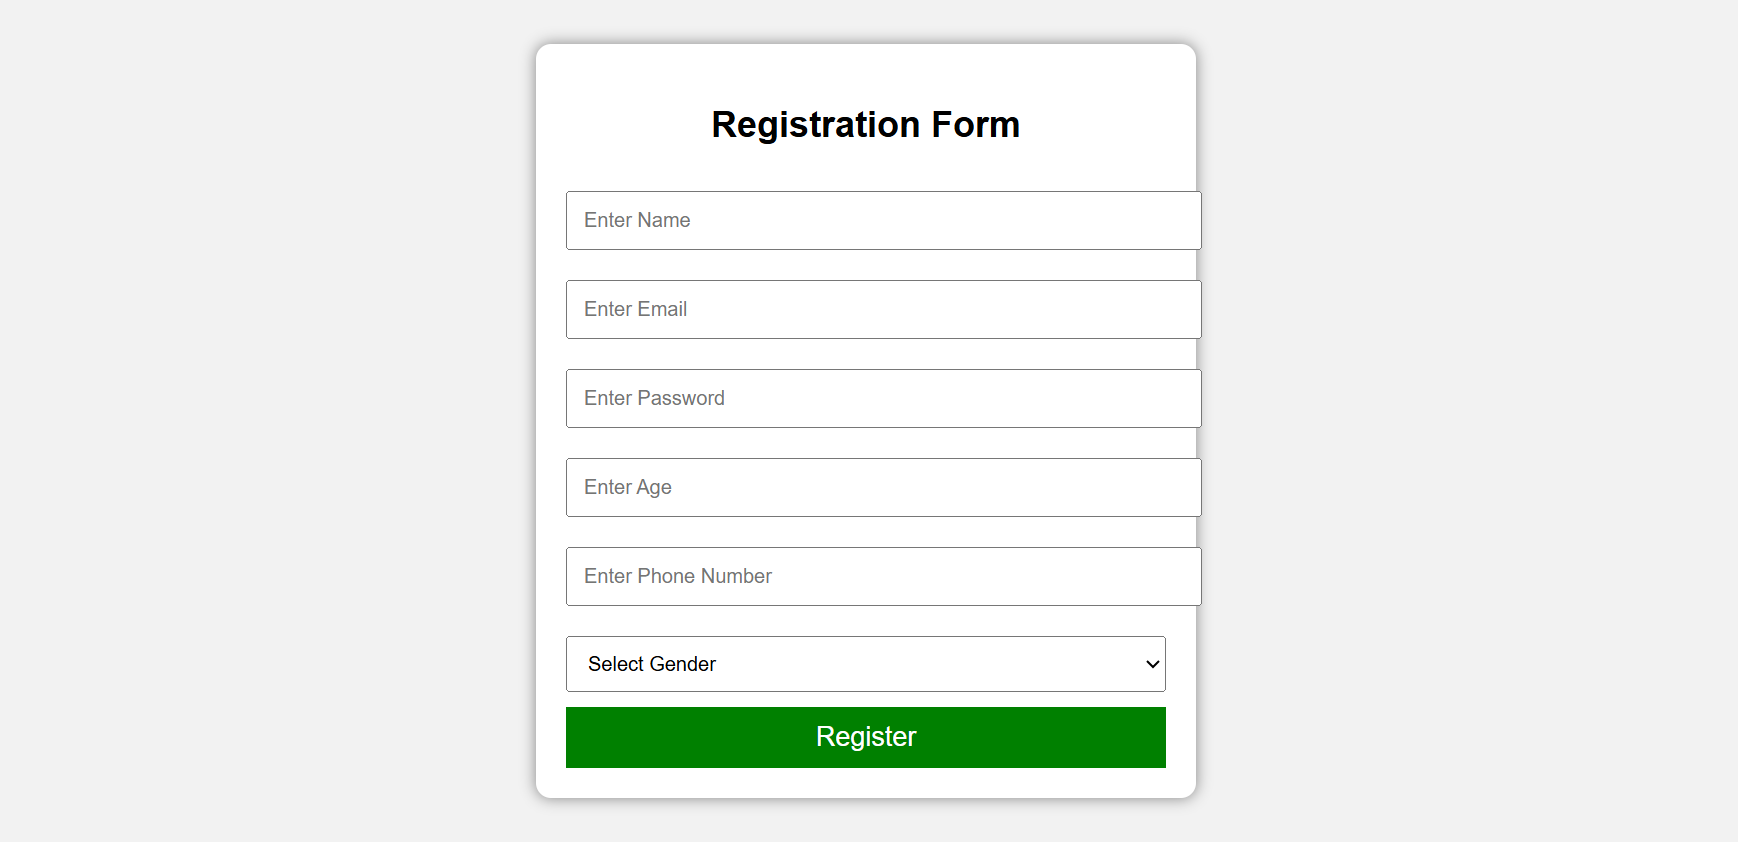 Registration Form
Enter Name
Enter Email
Enter Password
Enter Age
Enter Phone Number
Select Gender
Register